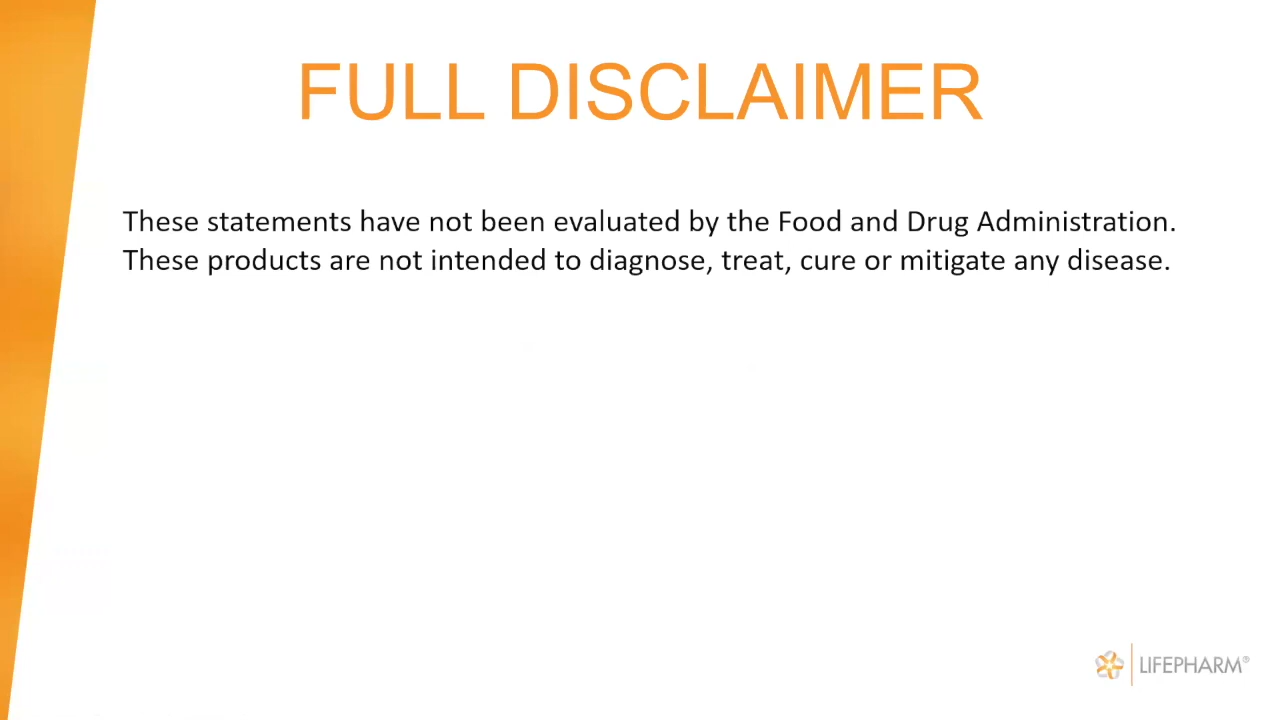 FULL DISCLAIMER
These statements have not been evaluated by the Food and Drug Administration.
These products are not intended to diagnose, treat, cure or mitigate any disease.
LIFEPHARM®